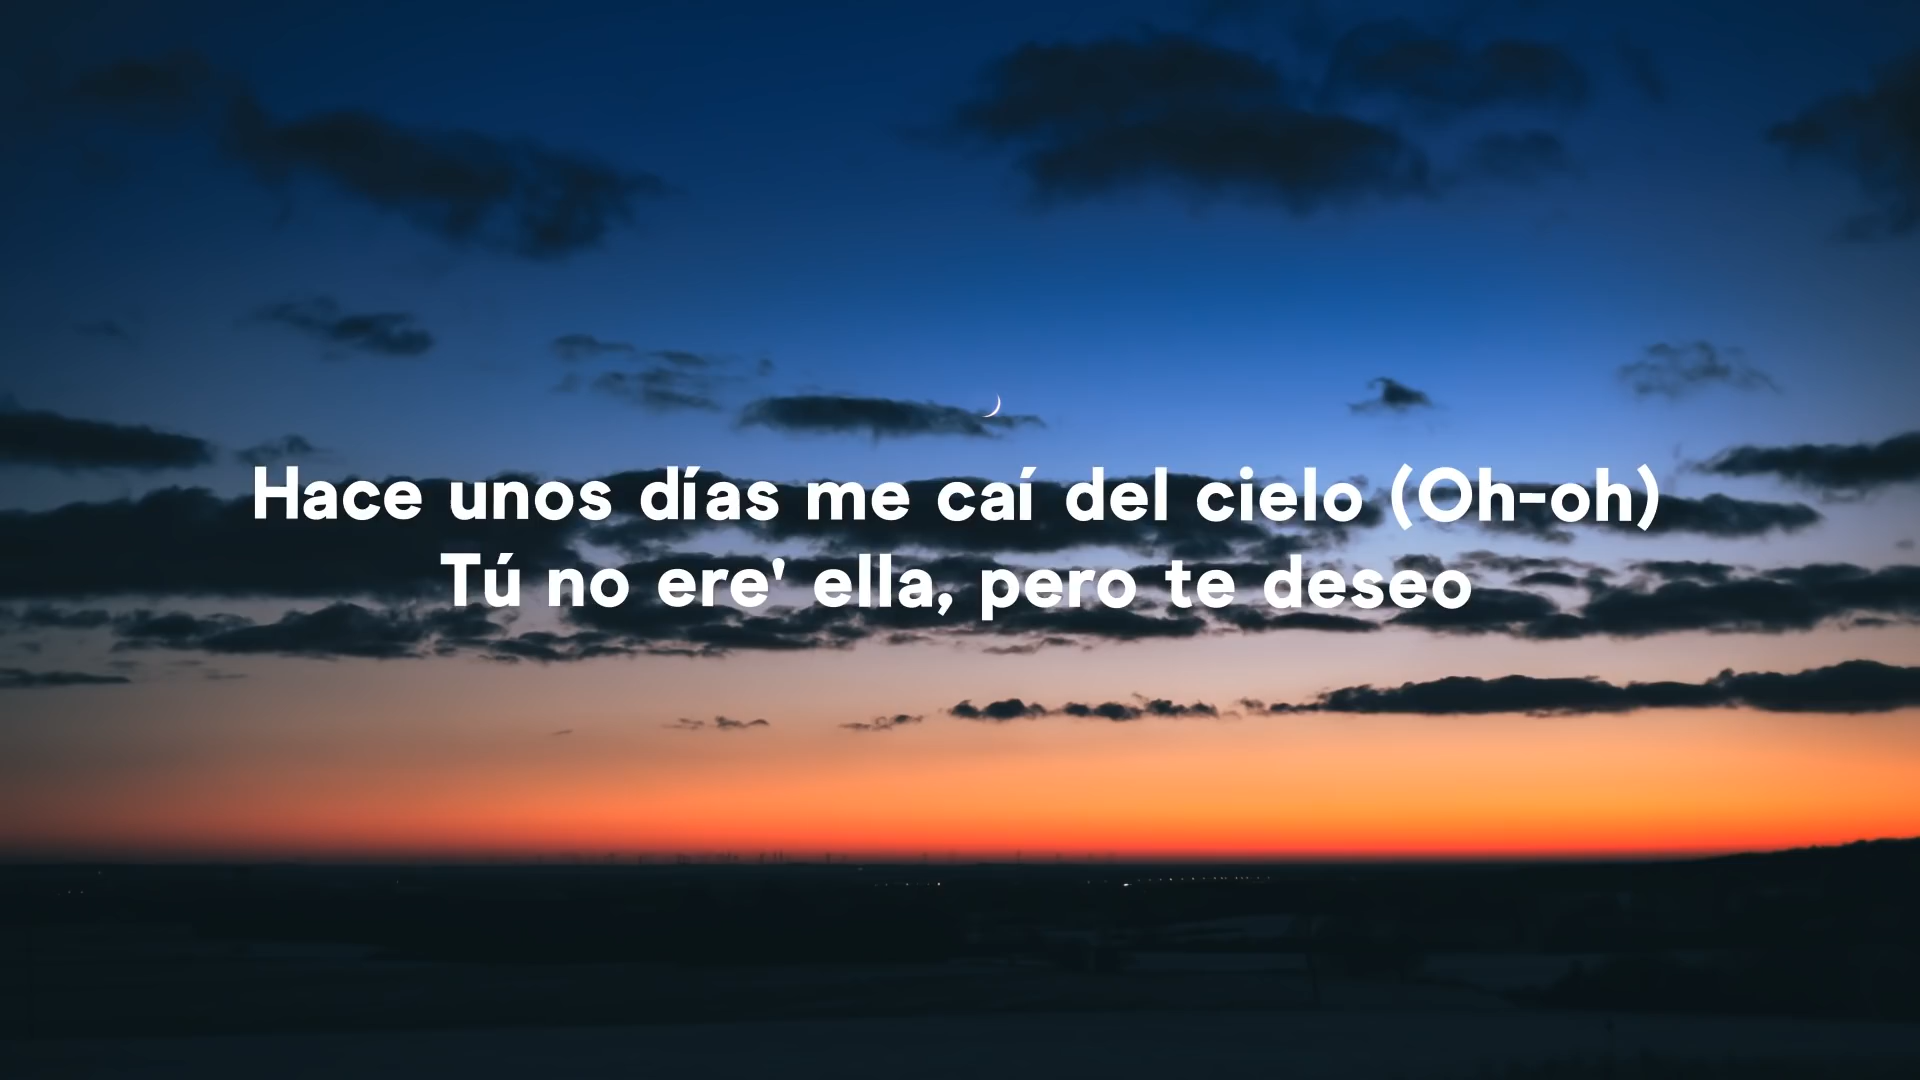 Hace unos días me caí del cielo (Oh-oh)
Tú no ere' ella, pero te deseo